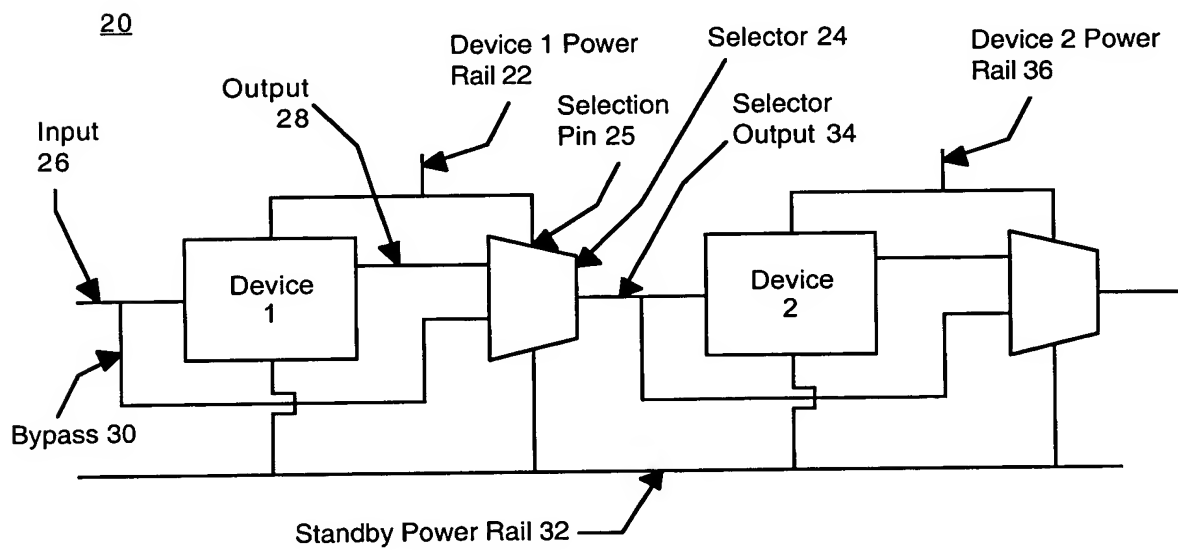 20
Device 1 Power
Rail 22
Selector 24
Device 2 Power
Rail 36
Output
28
Selection
Pin 25
Selector
Output 34
Input
26
Device
1
Device
2
Bypass 30
Standby Power Rail 32